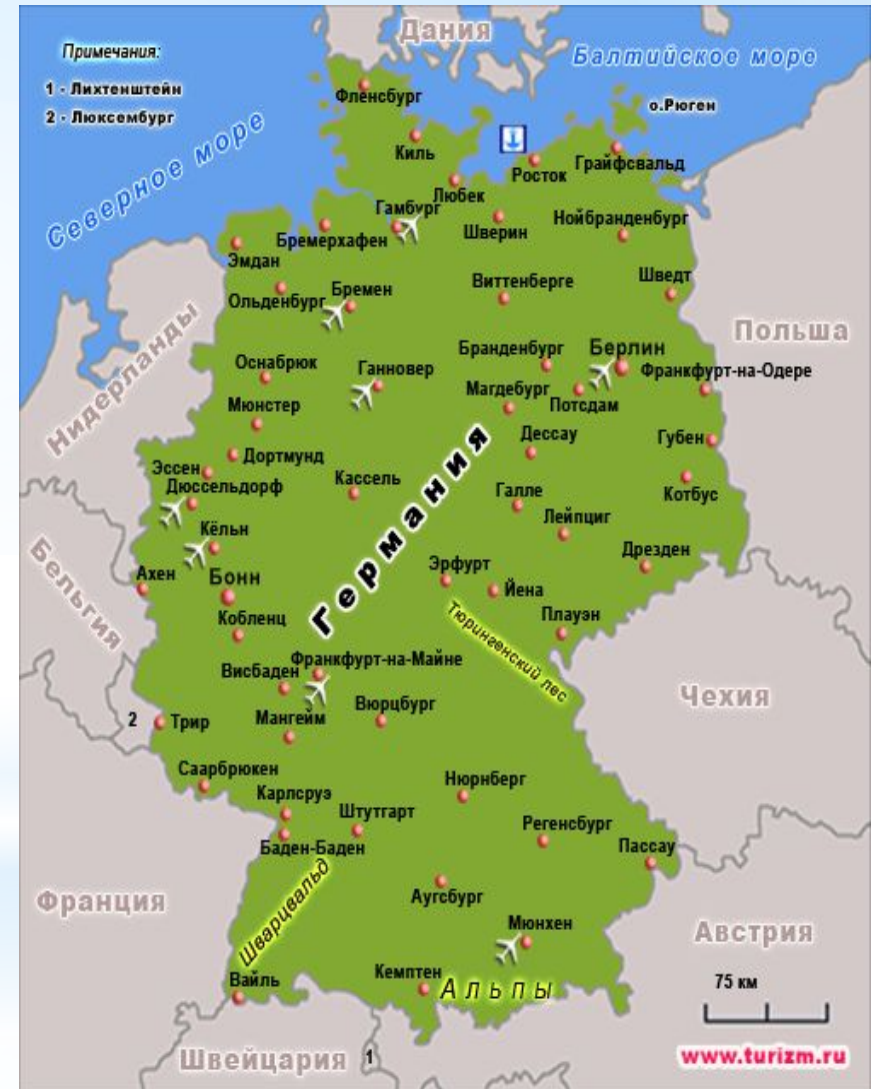 Примечания:
1 - Лихтенштейн
2 - Люксембург
Дания
Балтийское море
Северное море
о.Рюген
Фленсбург
Киль
Росток
Грайфсвальд
Любек
Гамбург
Шверин
Нойбранденбург
Бремерхафен
Эмдан
Ольденбург
Бремен
Виттенберге
Шведт
Нидерланды
Польша
Оснабрюк
Ганновер
Бранденбург
Берлин
Франкфурт-на-Одере
Магдебург
Потсдам
Мюнстер
Дессау
Губен
Дортмунд
Эссен
Дюссельдорф
Кассель
Галле
Котбус
Германия
Лейпциг
Кёльн
Бельгия
Ахен
Бонн
Эрфурт
Йена
Дрезден
Кобленц
Плауэн
Тюрингенский лес
Франкфурт-на-Майне
Висбаден
Чехия
2
Трир
Мангейм
Вюрцбург
Саарбрюкен
Нюрнберг
Карлсруэ
Штутгарт
Регенсбург
Баден-Баден
Пассау
Франция
Шварцвальд
Аугсбург
Мюнхен
Австрия
Вайль
Кемптен
Альпы
75 км
Швейцария
1
www.turizm.ru